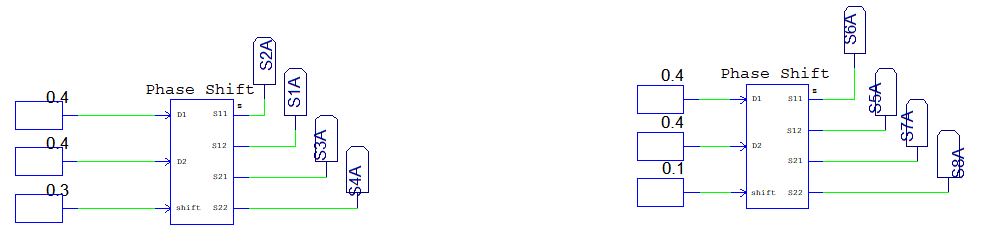 S2A
S1A
S3A
S4A
Phase Shift
z
0.4
D1
S11
0.4
D2
S12
S21
0.3
shift
S22
S6A
S5A
S7A
S8A
Phase Shift
z
0.4
D1
S11
0.4
D2
S12
S21
0.1
shift
S22